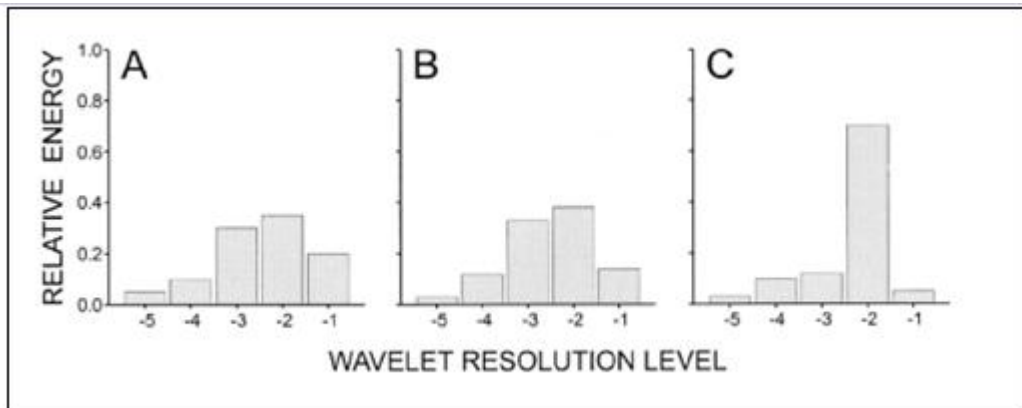 A
B
C
RELATIVE ENERGY
1.0
0.8
0.6
0.4
0.2
0.0
-5 -4 -3 -2 -1
-5 -4 -3 -2 -1
-5 -4 -3 -2 -1
WAVELET RESOLUTION LEVEL